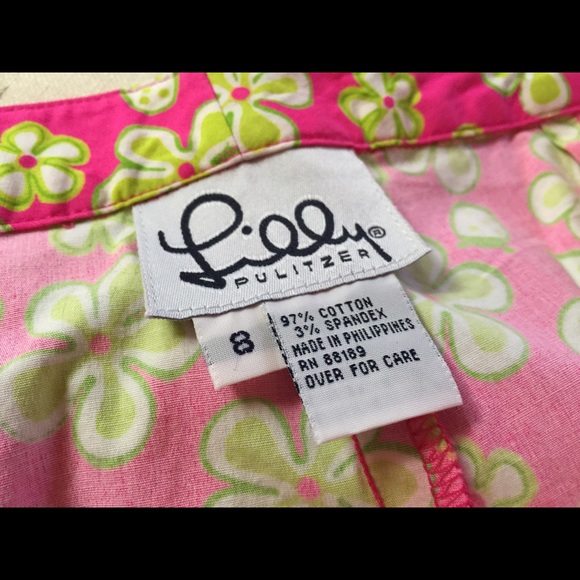 Lilly®
PULITZER
8
97% COTTON
3% SPANDEX
MADE IN PHILIPPINES
RN 88189
OVER FOR CARE